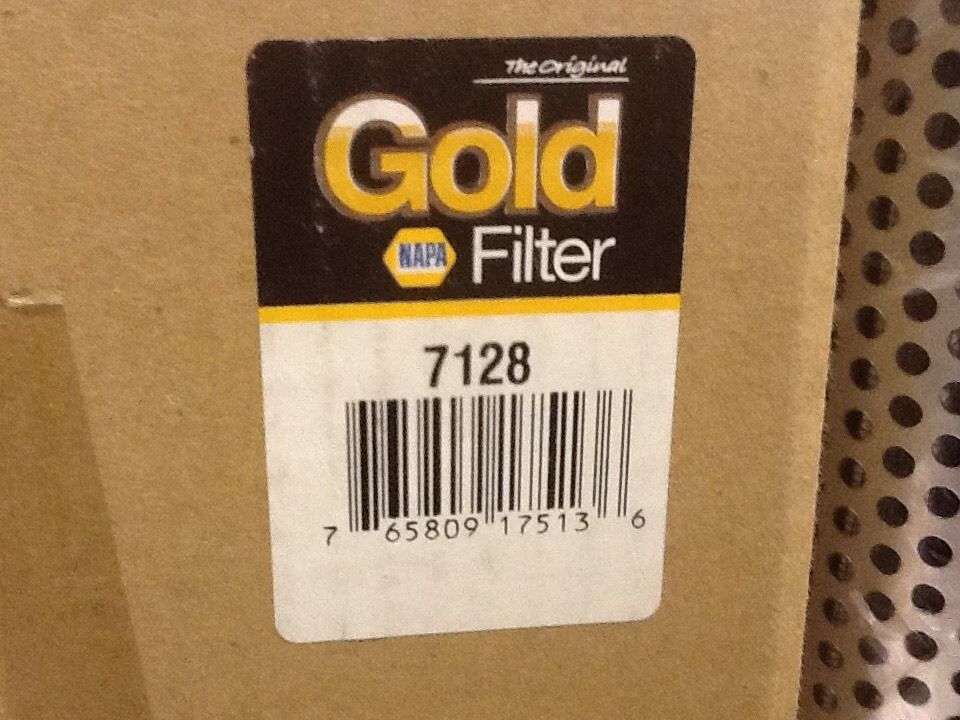 The Original
Gold
NAPA Filter
7128
7 65809 17513 6